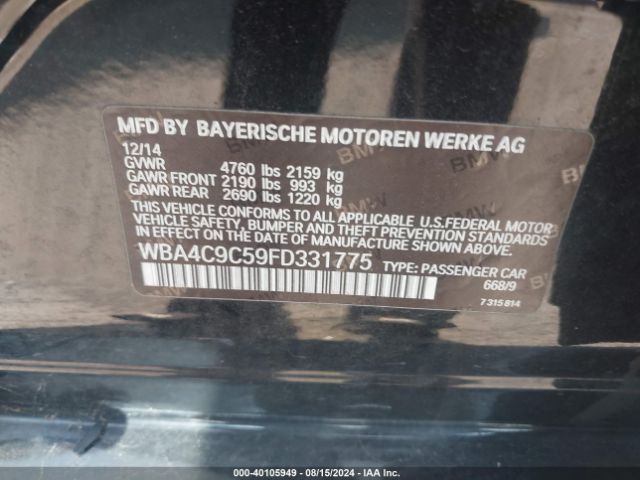 MFD BY BAYERISCHE MOTOREN WERKE AG
12/14
GVWR 4760 lbs 2159 kg
GAWR FRONT 2190 lbs 993 kg
GAWR REAR 2690 lbs 1220 kg
THIS VEHICLE CONFORMS TO ALL APPLICABLE U.S.FEDERAL MOTOR
VEHICLE SAFETY, BUMPER AND THEFT PREVENTION STANDARDS
IN EFFECT ON THE DATE OF MANUFACTURE SHOWN ABOVE.
WBA4C9C59FD331775 TYPE: PASSENGER CAR
668/9
7 315 814
000-40105949 - 08/15/2024 - IAA Inc.